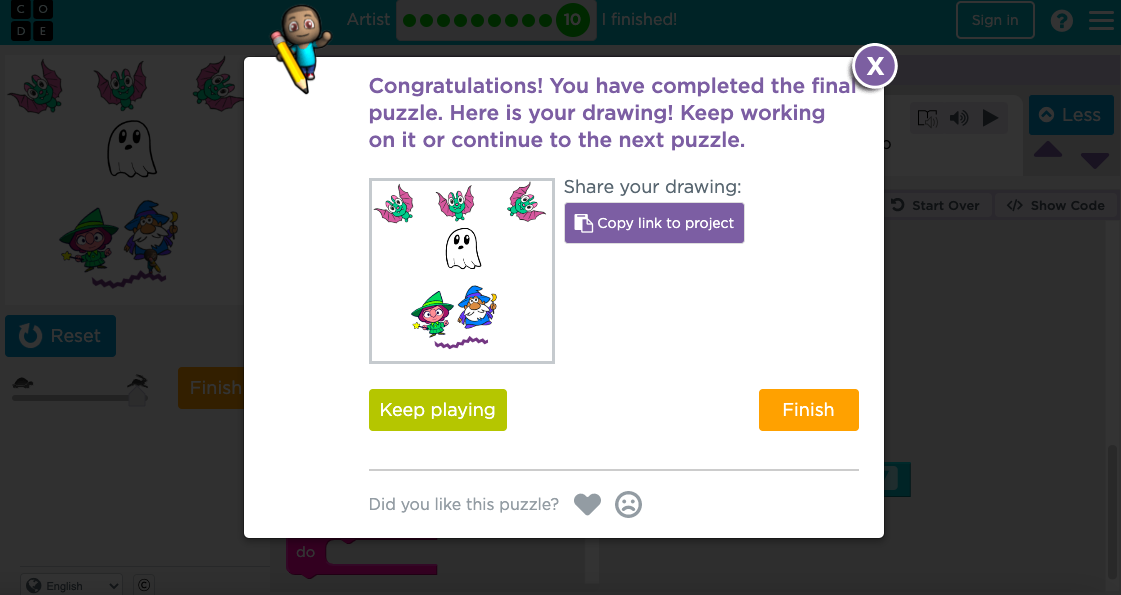 C O
D E
Artist
10
I finished!
Sign in
?
X
Congratulations! You have completed the final
puzzle. Here is your drawing! Keep working
on it or continue to the next puzzle.
Less
Share your drawing:
Copy link to project
Start Over
</> Show Code
Reset
Finish
Keep playing
Finish
Did you like this puzzle?
do
English
©